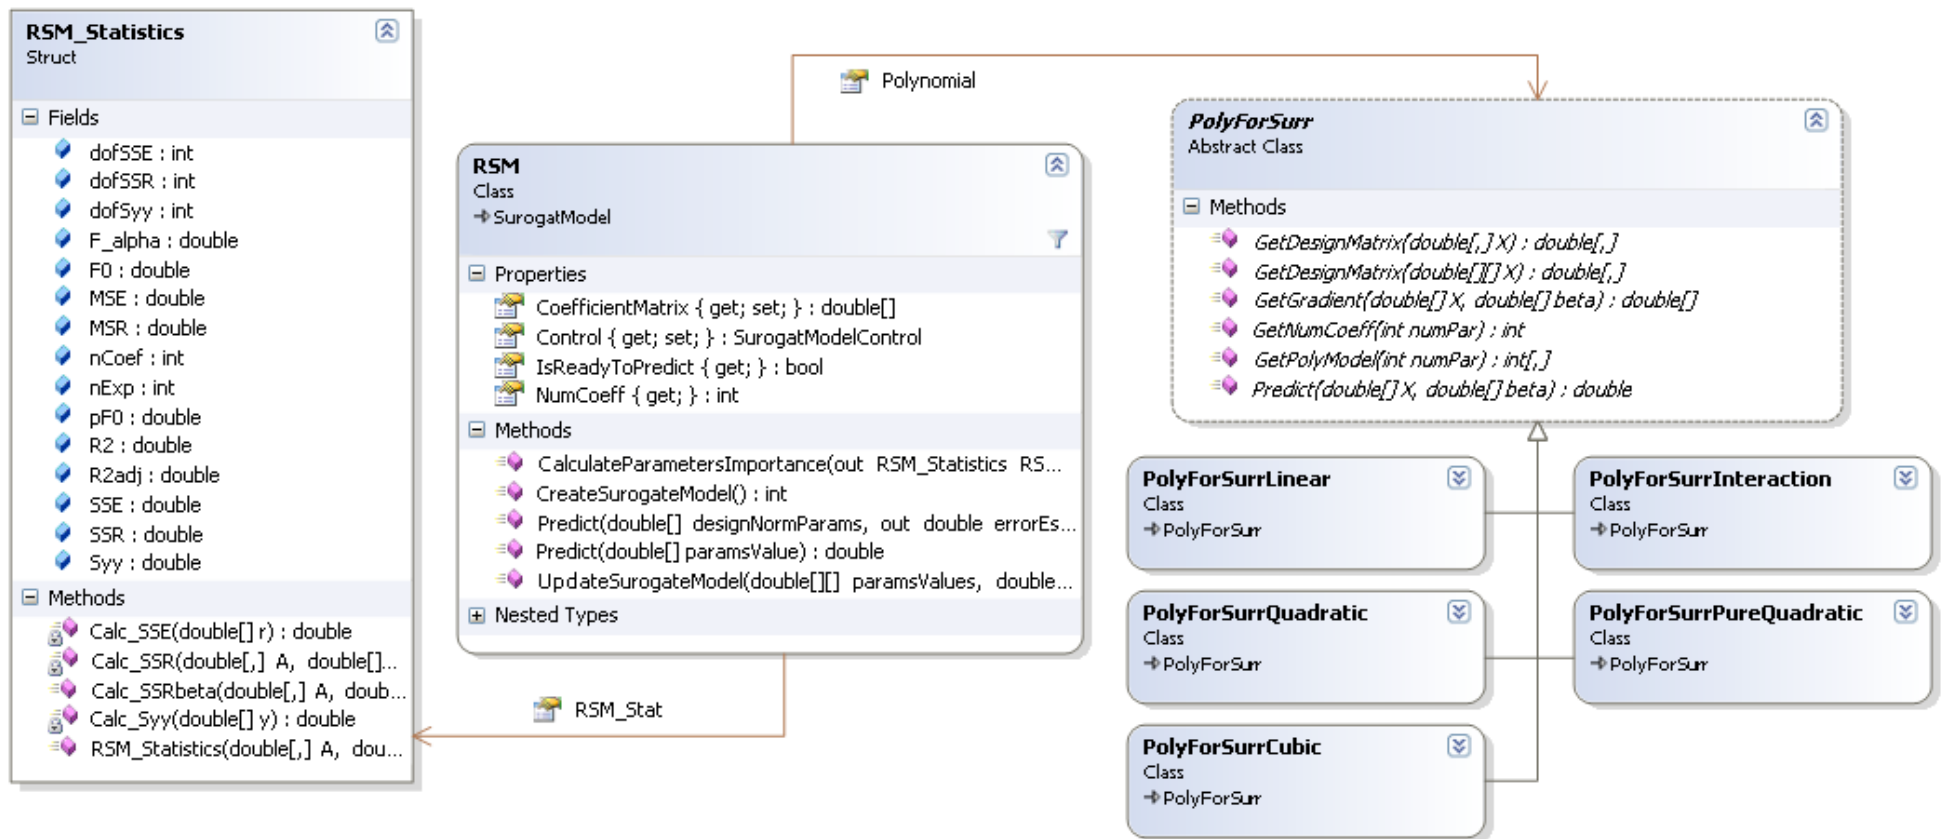 RSM_Statistics
Struct
Fields
dofSSE : int
dofSSR : int
dofSyy : int
F_alpha : double
F0 : double
MSE : double
MSR : double
nCoef : int
nExp : int
pF0 : double
R2 : double
R2adj : double
SSE : double
SSR : double
Syy : double
Methods
Calc_SSE(double[] r) : double
Calc_SSR(double[,] A, double[]...
Calc_SSRbeta(double[,] A, doub...
Calc_Syy(double[] y) : double
RSM_Statistics(double[,] A, dou...
Polynomial
RSM
Class
SurogatModel
Properties
CoefficientMatrix { get; set; } : double[]
Control { get; set; } : SurogatModelControl
IsReadyToPredict { get; } : bool
NumCoeff { get; } : int
Methods
CalculateParametersImportance(out RSM_Statistics RS...
CreateSurogateModel() : int
Predict(double[] designNormParams, out double errorEs...
Predict(double[] paramsValue) : double
UpdateSurogateModel(double[][] paramsValues, double...
Nested Types
RSM_Stat
PolyForSurr
Abstract Class
Methods
GetDesignMatrix(double[,] X) : double[,]
GetDesignMatrix(double[][] X) : double[,]
GetGradient(double[] X, double[] beta) : double[]
GetNumCoeff(int numPar) : int
GetPolyModel(int numPar) : int[,]
Predict(double[] X, double[] beta) : double
PolyForSurrLinear
Class
PolyForSurr
PolyForSurrInteraction
Class
PolyForSurr
PolyForSurrQuadratic
Class
PolyForSurr
PolyForSurrPureQuadratic
Class
PolyForSurr
PolyForSurrCubic
Class
PolyForSurr